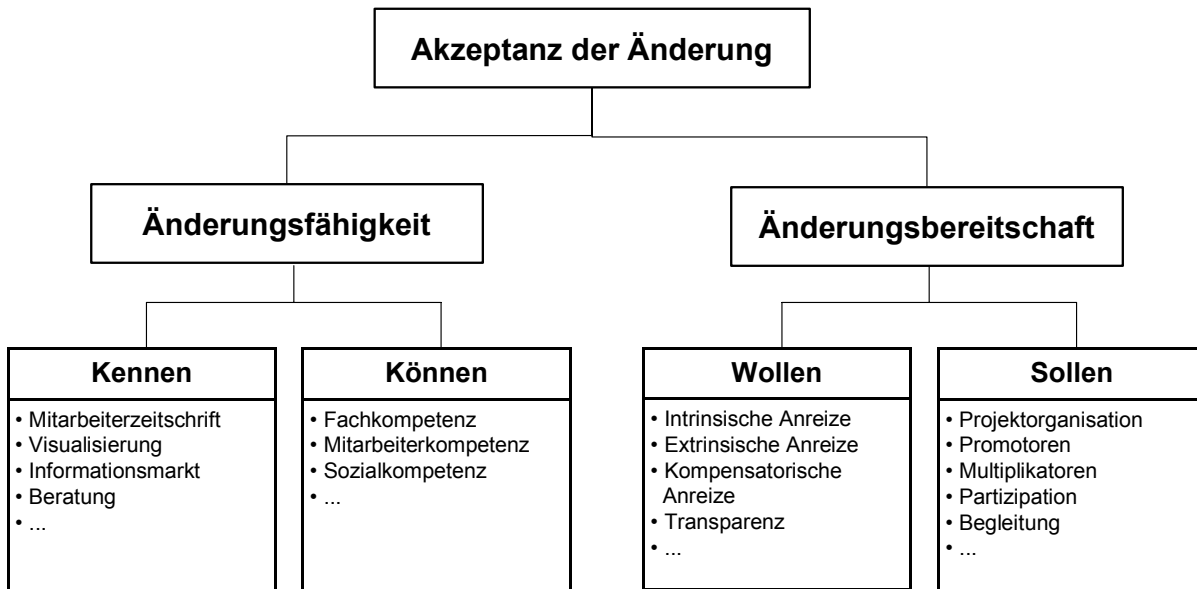 Akzeptanz der Änderung
Änderungsfähigkeit
Änderungsbereitschaft
Kennen
• Mitarbeiterzeitschrift
• Visualisierung
• Informationsmarkt
• Beratung
• ...
Können
• Fachkompetenz
• Mitarbeiterkompetenz
• Sozialkompetenz
• ...
Wollen
• Intrinsische Anreize
• Extrinsische Anreize
• Kompensatorische
Anreize
• Transparenz
• ...
Sollen
• Projektorganisation
• Promotoren
• Multiplikatoren
• Partizipation
• Begleitung
• ...